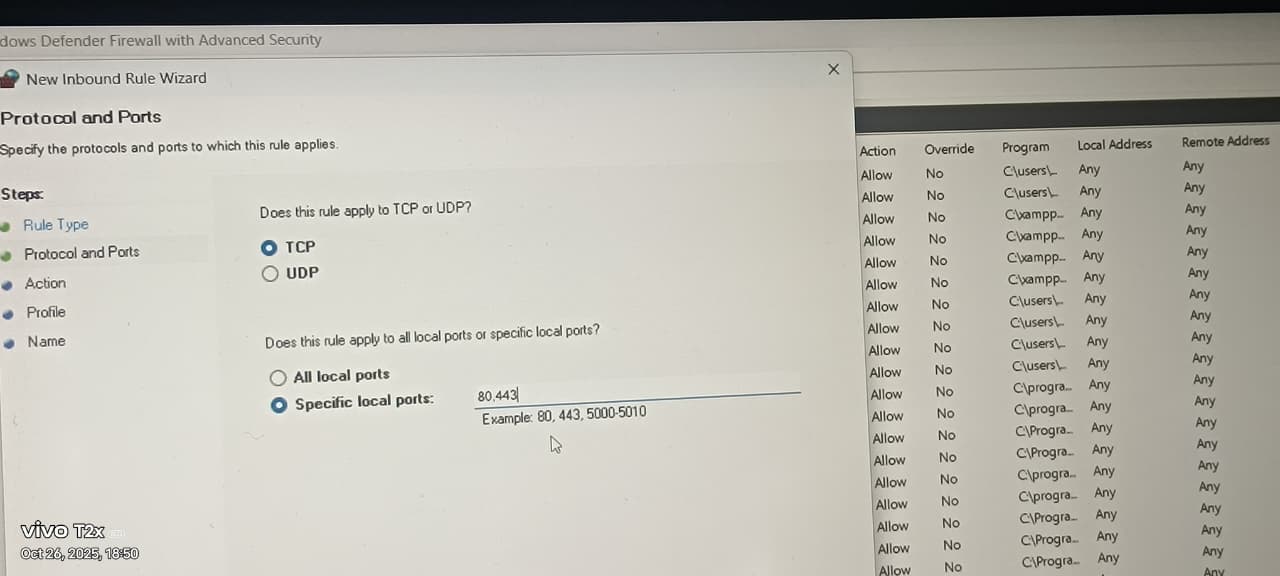 dows Defender Firewall with Advanced Security
New Inbound Rule Wizard
Protocol and Ports
Specify the protocols and ports to which this rule applies.
Steps:
Rule Type
Protocol and Ports
Action
Profile
Name
Does this rule apply to TCP or UDP?
TCP
UDP
Does this rule apply to all local ports or specific local ports?
All local ports
Specific local ports: 80,443
Example: 80, 443, 5000-5010
Action Override Program Local Address Remote Address
Allow No C:\users\... Any Any
Allow No C:\users\... Any Any
Allow No C:\xampp... Any Any
Allow No C:\xampp... Any Any
Allow No C:\xampp... Any Any
Allow No C:\xampp... Any Any
Allow No C:\users\... Any Any
Allow No C:\users\... Any Any
Allow No C:\users\... Any Any
Allow No C:\users\... Any Any
Allow No C:\progra... Any Any
Allow No C:\progra... Any Any
Allow No C:\Progra... Any Any
Allow No C:\Progra... Any Any
Allow No C:\progra... Any Any
Allow No C:\progra... Any Any
Allow No C:\Progra... Any Any
Allow No C:\Progra... Any Any
Allow No C:\Progra... Any Any
vivo T2x
Oct 26, 2025, 18:50